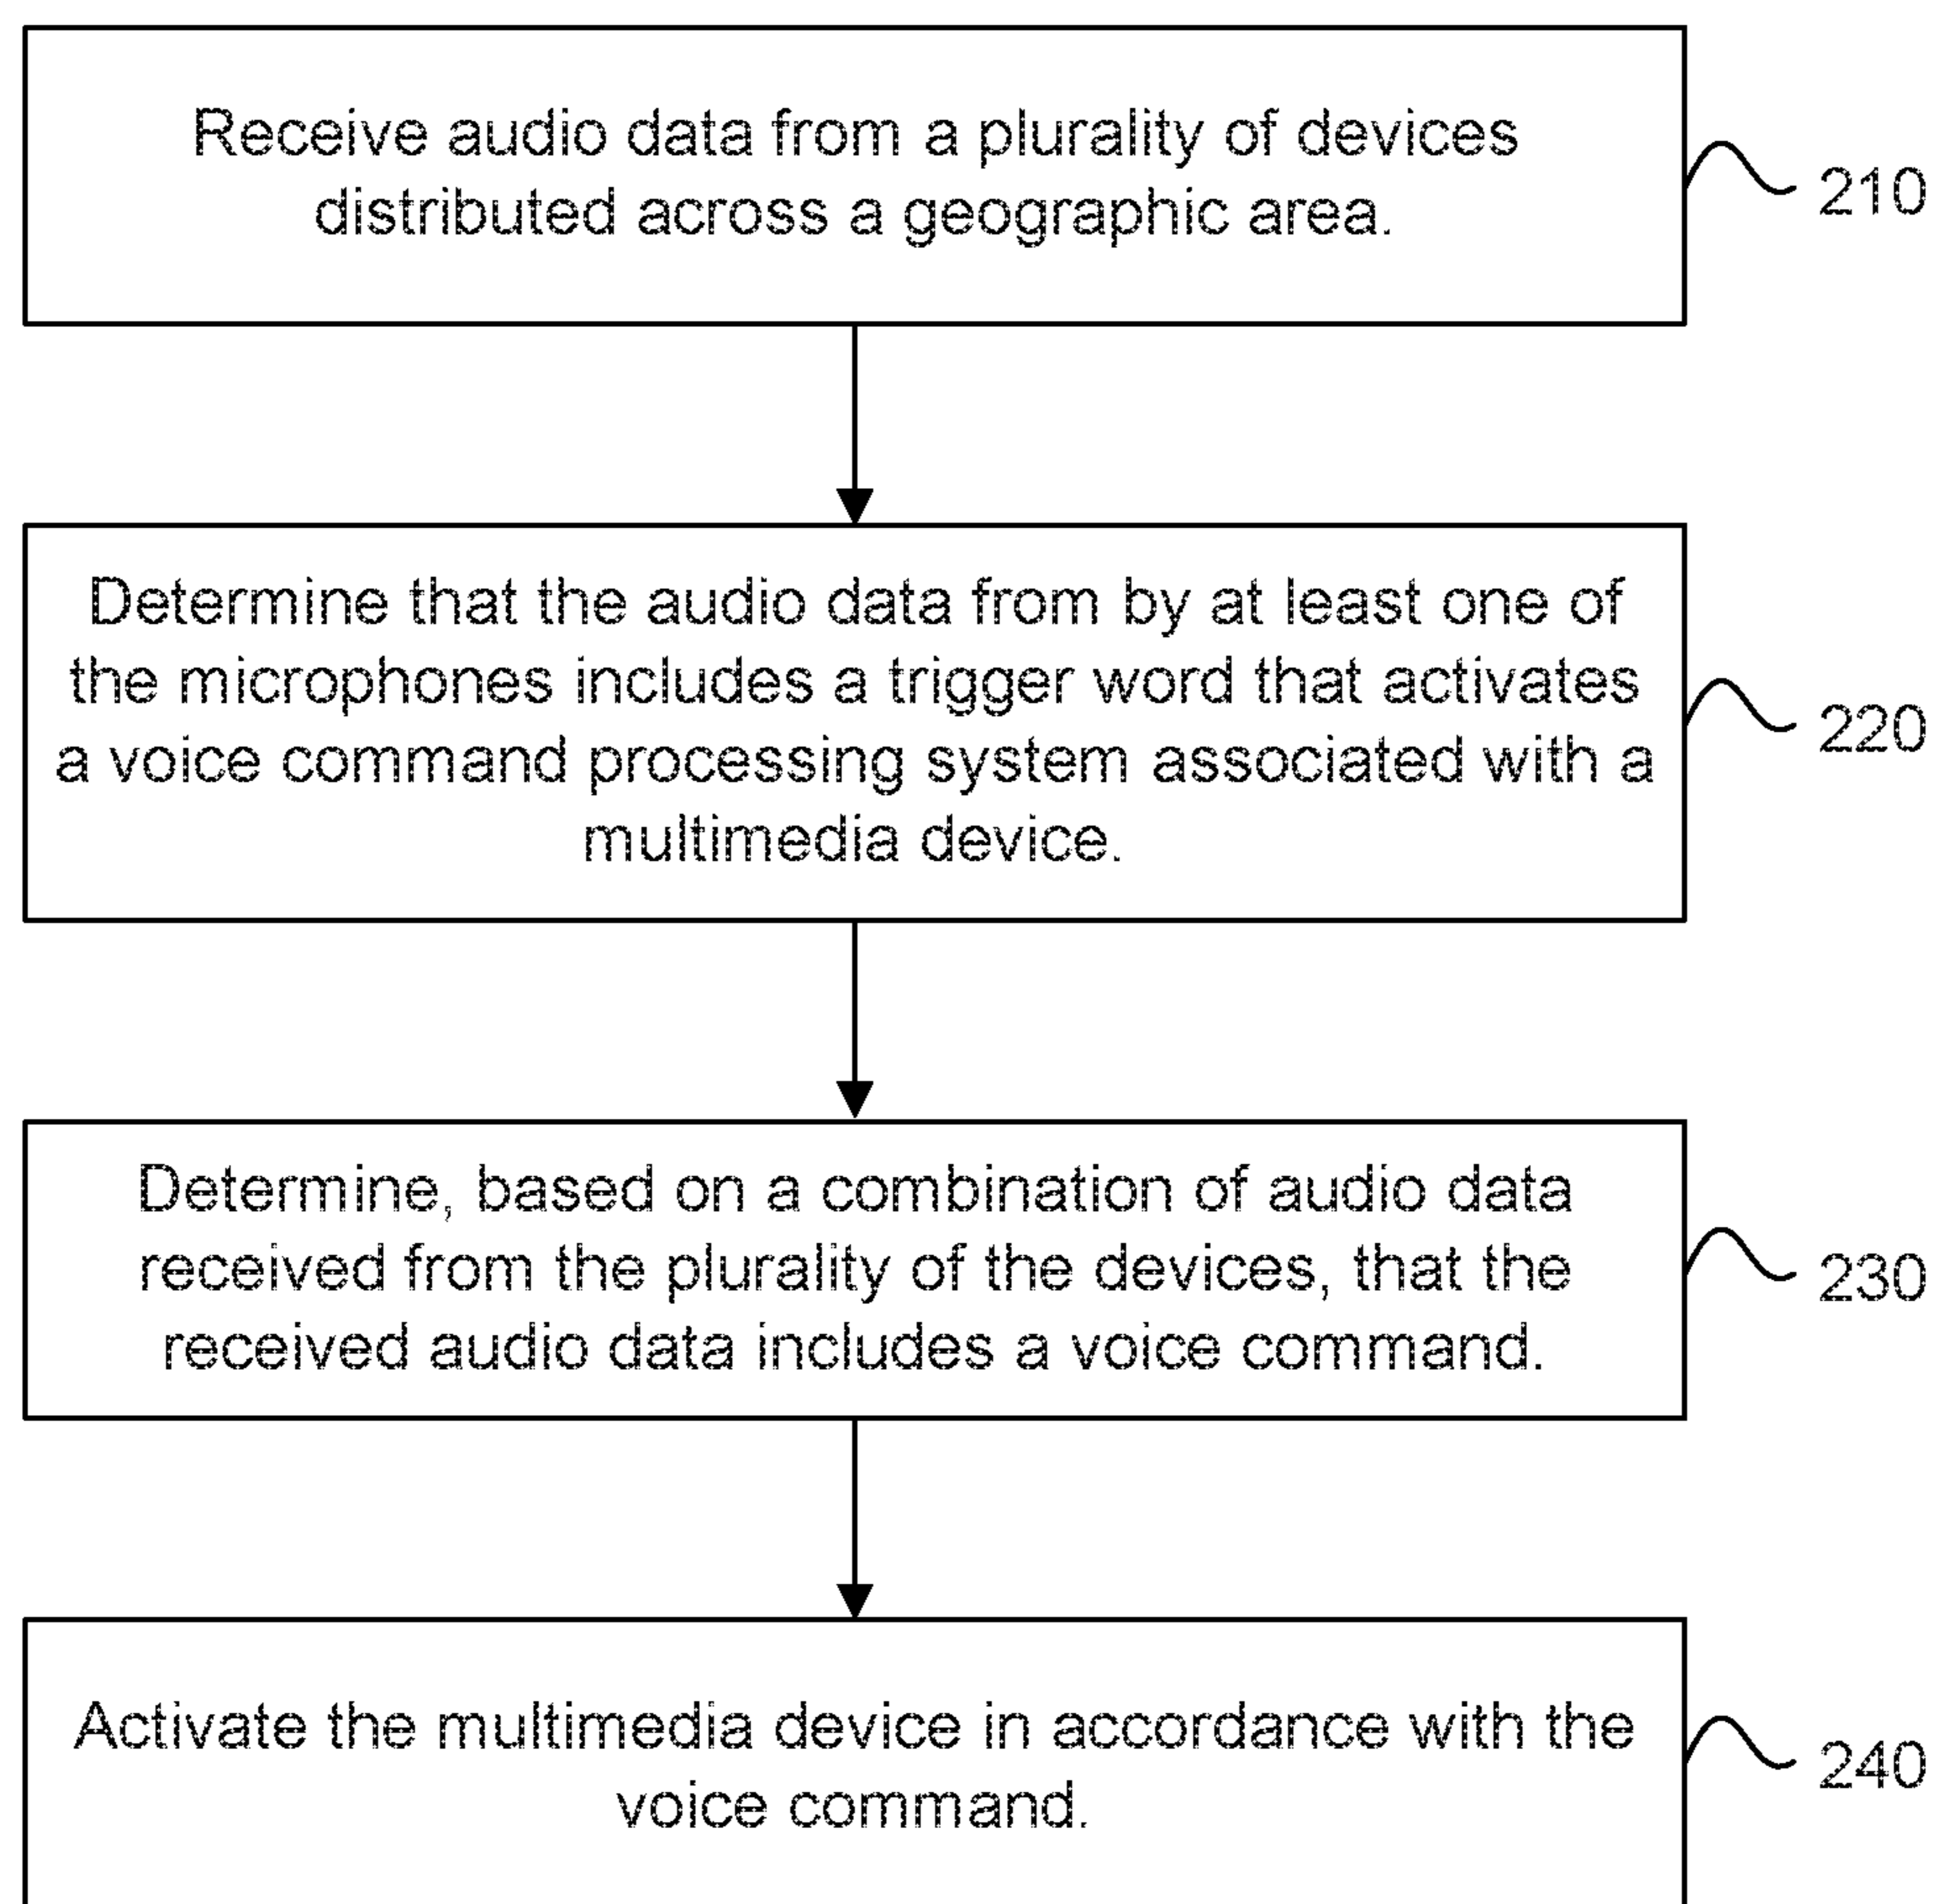 Receive audio data from a plurality of devices
distributed across a geographic area.
210
Determine that the audio data from by at least one of
the microphones includes a trigger word that activates
a voice command processing system associated with a
multimedia device.
220
Determine, based on a combination of audio data
received from the plurality of the devices, that the
received audio data includes a voice command.
230
Activate the multimedia device in accordance with the
voice command.
240